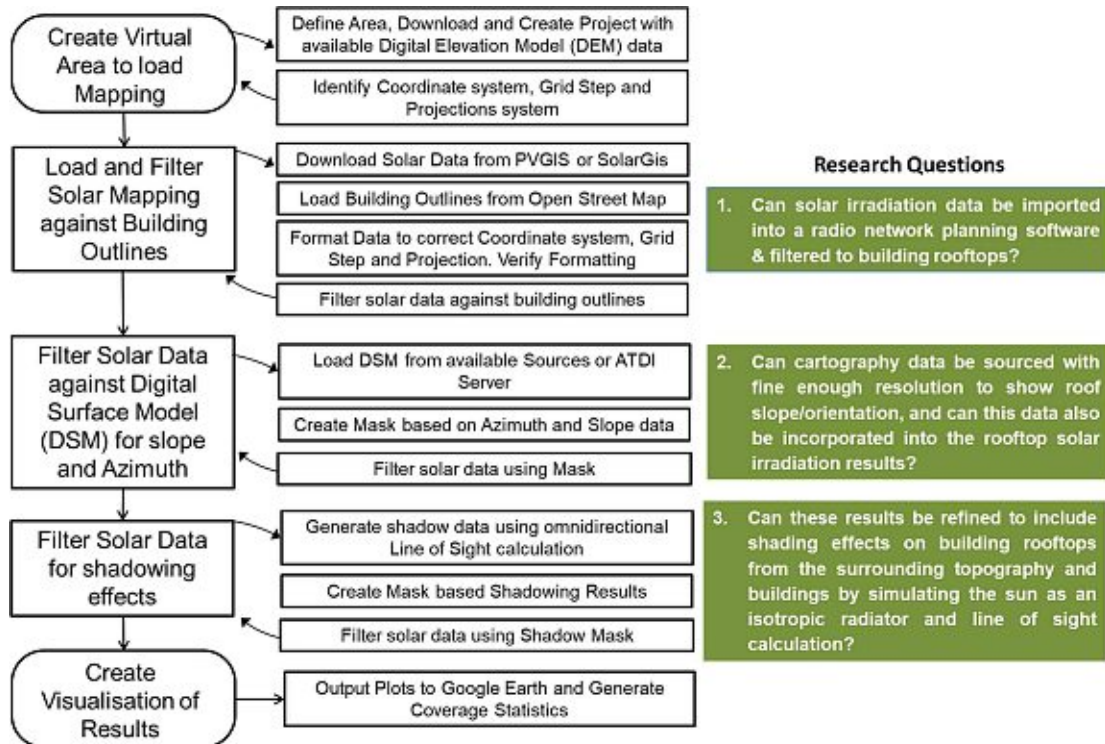 Create Virtual
Area to load
Mapping
Define Area, Download and Create Project with
available Digital Elevation Model (DEM) data
Identify Coordinate system, Grid Step and
Projections system
Load and Filter
Solar Mapping
against Building
Outlines
Download Solar Data from PVGIS or SolarGis
Load Building Outlines from Open Street Map
Format Data to correct Coordinate system, Grid
Step and Projection. Verify Formatting
Filter solar data against building outlines
Research Questions
1. Can solar irradiation data be imported
into a radio network planning software
& filtered to building rooftops?
Filter Solar Data
against Digital
Surface Model
(DSM) for slope
and Azimuth
Load DSM from available Sources or ATDI
Server
Create Mask based on Azimuth and Slope data
Filter solar data using Mask
2. Can cartography data be sourced with
fine enough resolution to show roof
slope/orientation, and can this data also
be incorporated into the rooftop solar
irradiation results?
Filter Solar Data
for shadowing
effects
Generate shadow data using omnidirectional
Line of Sight calculation
Create Mask based Shadowing Results
Filter solar data using Shadow Mask
3. Can these results be refined to include
shading effects on building rooftops
from the surrounding topography and
buildings by simulating the sun as an
isotropic radiator and line of sight
calculation?
Create
Visualisation of
Results
Output Plots to Google Earth and Generate
Coverage Statistics